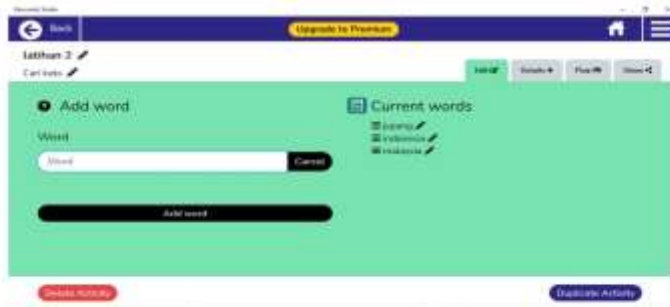 Back
Upgrade to Premium
latihan 2
Cari kata
Edit
Details
Play
Share
Add word
Word
Word
Cancel
Add word
Current words
jepang
indonesia
malaysia
Delete Activity
Duplicate Activity